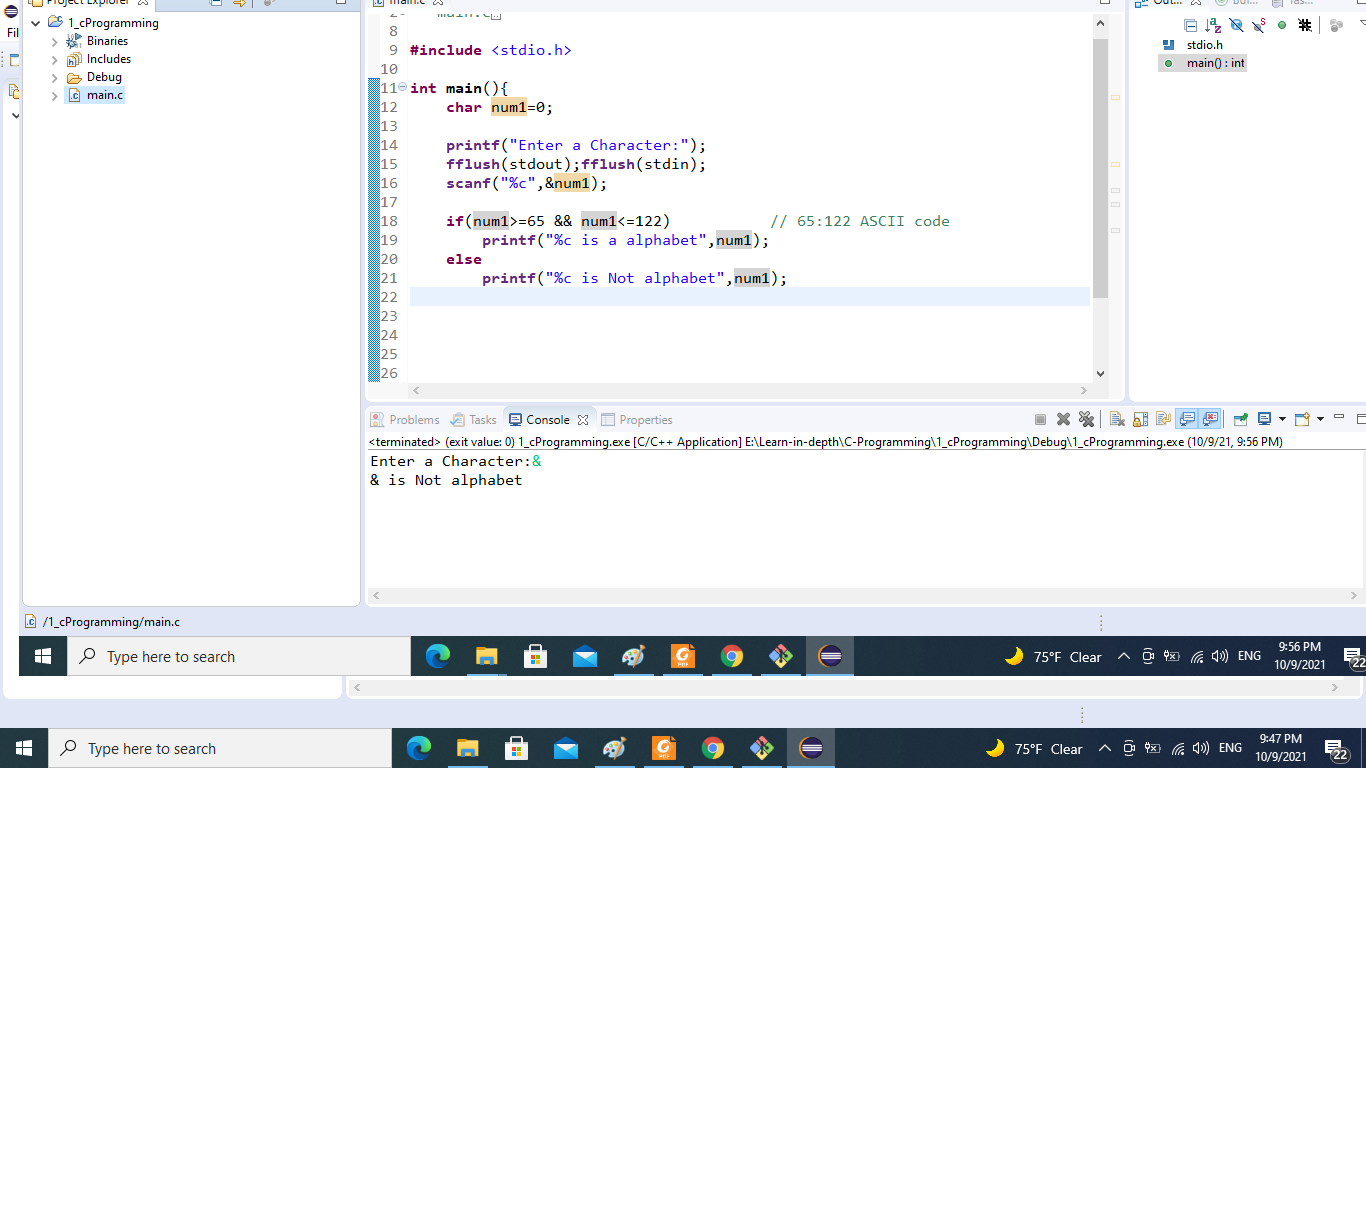 Project Explorer
main.c
Out...
Bui...
Tas...
Fil
1_cProgramming
Binaries
Includes
Debug
main.c
2 main.c
8
9 #include <stdio.h>
10
11 int main(){
12 char num1=0;
13
14 printf("Enter a Character:");
15 fflush(stdout);fflush(stdin);
16 scanf("%c",&num1);
17
18 if(num1>=65 && num1<=122) // 65:122 ASCII code
19 printf("%c is a alphabet",num1);
20 else
21 printf("%c is Not alphabet",num1);
22
23
24
25
26
stdio.h
main() : int
Problems Tasks Console Properties
<terminated> (exit value: 0) 1_cProgramming.exe [C/C++ Application] E:\Learn-in-depth\C-Programming\1_cProgramming\Debug\1_cProgramming.exe (10/9/21, 9:56 PM)
Enter a Character:&
& is Not alphabet
/1_cProgramming/main.c
Type here to search
75°F Clear
ENG
9:56 PM
10/9/2021
22
Type here to search
75°F Clear
ENG
9:47 PM
10/9/2021
22